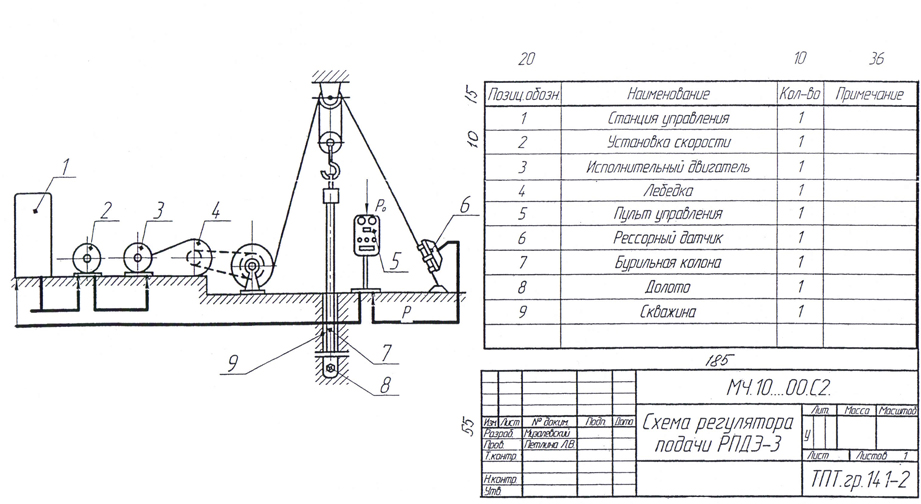 20 10 36
15
10
Позиц.обозн. Наименование Кол-во Примечание
1 Станция управления 1
2 Установка скорости 1
3 Исполнительный двигатель 1
4 Лебедка 1
5 Пульт управления 1
6 Рессорный датчик 1
7 Бурильная колона 1
8 Долото 1
9 Скважина 1
1
2
3
4
P₀
5
6
P
9
7
8
185
55
МЧ.10....00.С2.
Схема регулятора
подачи РПДЭ-3
Лит. Масса Масштаб
у
Лист Листов 1
ТПТ.гр.14 1-2
Изм Лист № докум. Подп. Дата
Разраб. Музалевский
Пров. Петлина Л.В.
Т.контр.
Н.контр.
Утв.